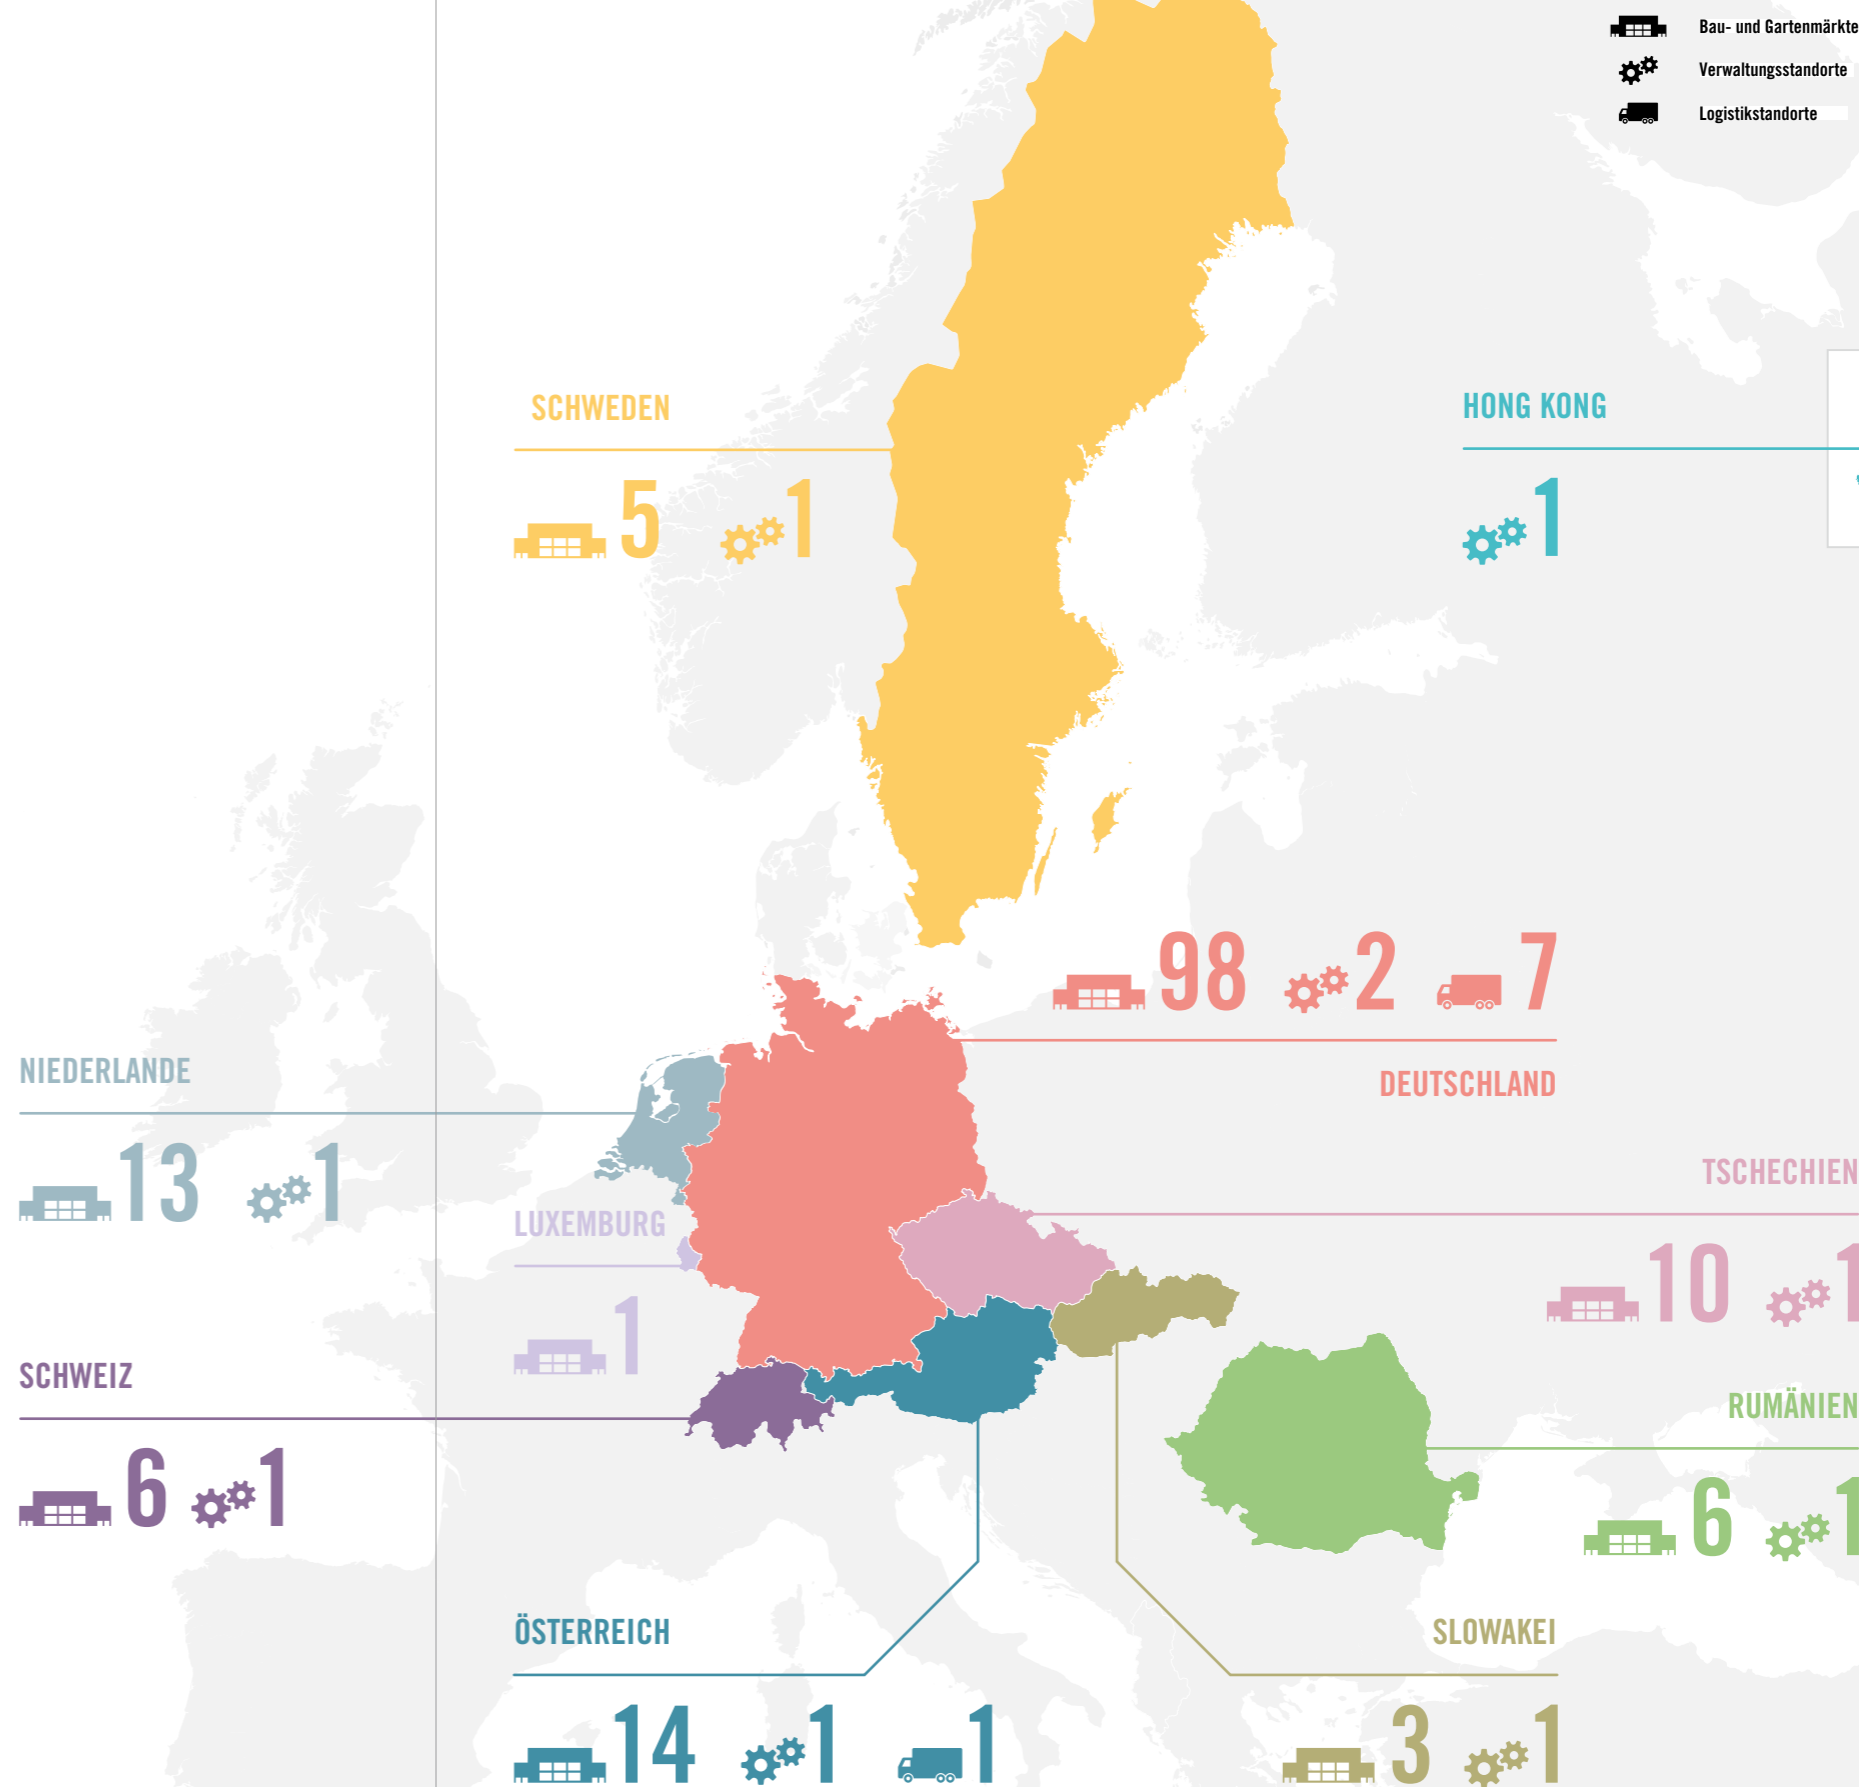 Bau- und Gartenmärkte
Verwaltungsstandorte
Logistikstandorte
SCHWEDEN
5 1
HONG KONG
1
98 2 7
DEUTSCHLAND
NIEDERLANDE
13 1
TSCHECHIEN
10 1
LUXEMBURG
1
SCHWEIZ
6 1
RUMÄNIEN
6 1
ÖSTERREICH
14 1 1
SLOWAKEI
3 1